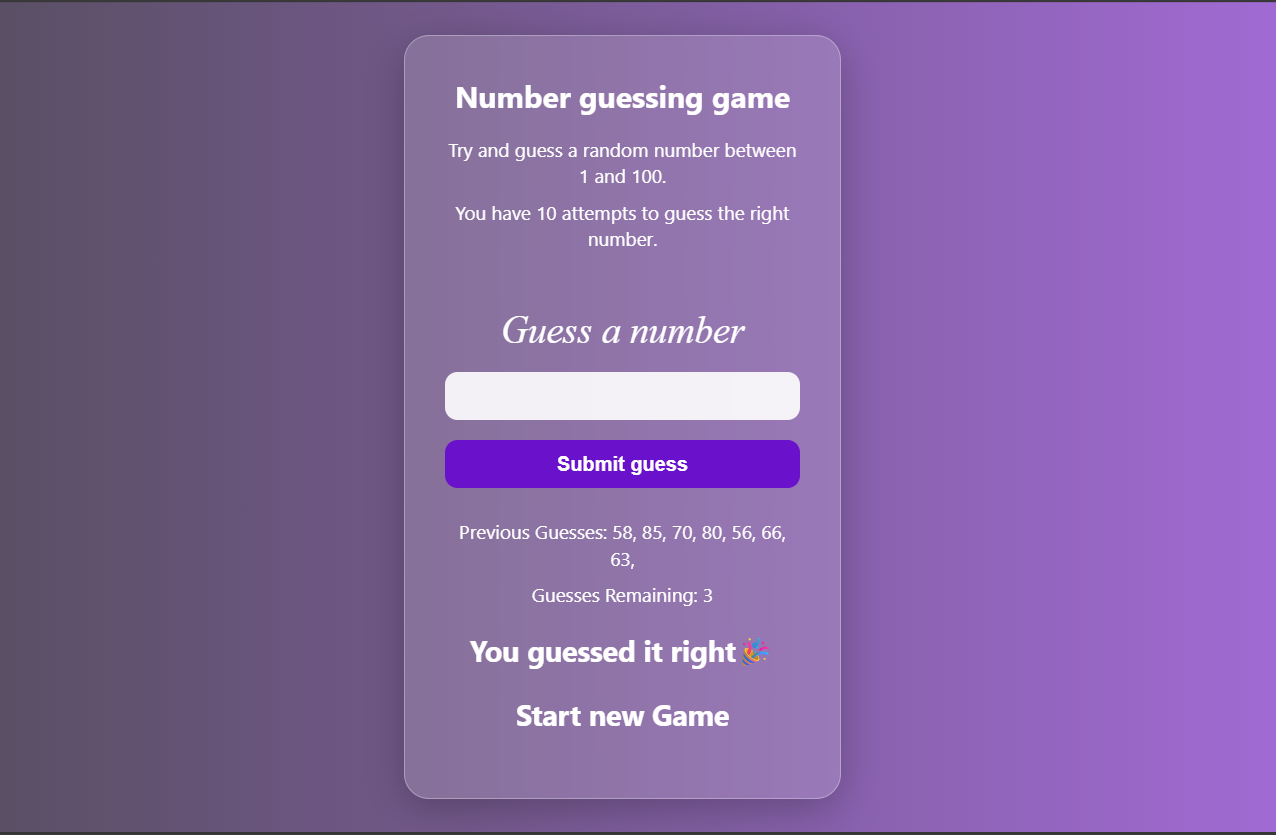 Number guessing game
Try and guess a random number between
1 and 100.
You have 10 attempts to guess the right
number.
Guess a number
Submit guess
Previous Guesses: 58, 85, 70, 80, 56, 66,
63,
Guesses Remaining: 3
You guessed it right🎉
Start new Game